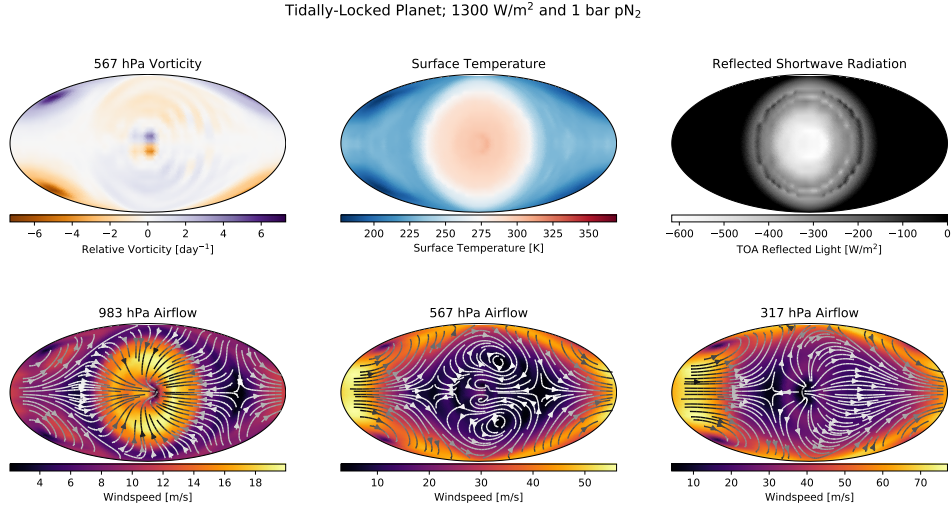 Tidally-Locked Planet; 1300 W/m² and 1 bar pN₂
567 hPa Vorticity
Surface Temperature
Reflected Shortwave Radiation
−6 −4 −2 0 2 4 6
Relative Vorticity [day⁻¹]
200 225 250 275 300 325 350
Surface Temperature [K]
−600 −500 −400 −300 −200 −100 0
TOA Reflected Light [W/m²]
983 hPa Airflow
567 hPa Airflow
317 hPa Airflow
4 6 8 10 12 14 16 18
Windspeed [m/s]
10 20 30 40 50
Windspeed [m/s]
10 20 30 40 50 60 70
Windspeed [m/s]